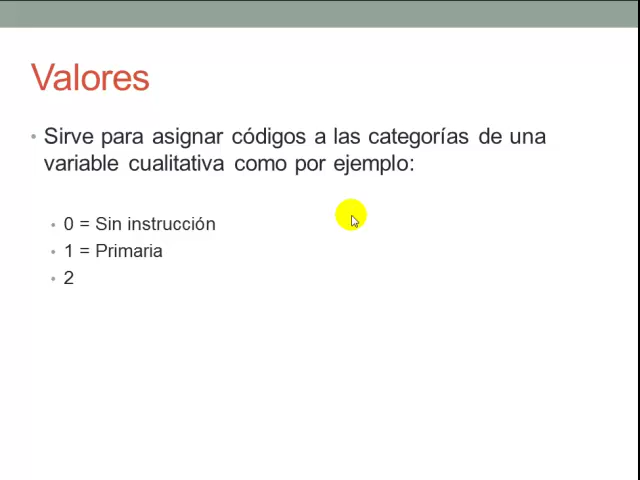 Valores
• Sirve para asignar códigos a las categorías de una
variable cualitativa como por ejemplo:
• 0 = Sin instrucción
• 1 = Primaria
• 2